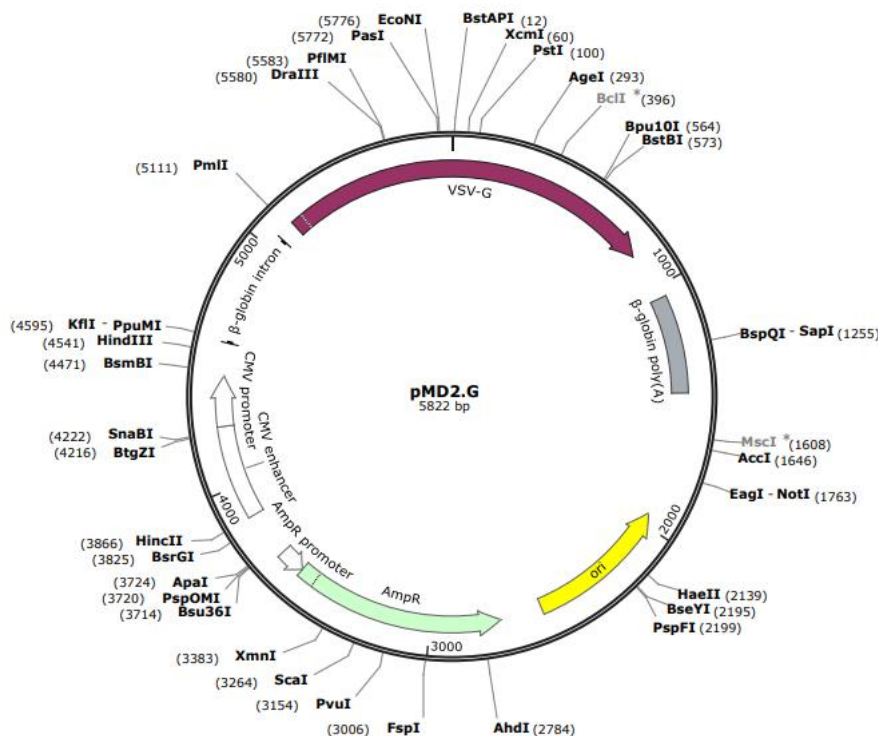 EcoNI (5776)
PasI (5772)
PflMI (5583)
DraIII (5580)
PmlI (5111)
BstAPI (12)
XcmI (60)
PstI (100)
AgeI (293)
BclI * (396)
Bpu10I (564)
BstBI (573)
VSV-G
1000
β-globin poly(A)
BspQI - SapI (1255)
MscI * (1608)
AccI (1646)
EagI - NotI (1763)
2000
ori
HaeII (2139)
BseYI (2195)
PspFI (2199)
AhdI (2784)
3000
(3006) FspI
(3154) PvuI
(3264) ScaI
(3383) XmnI
AmpR
AmpR promoter
(3714) Bsu36I
(3720) PspOMI
(3724) ApaI
(3825) BsrGI
(3866) HincII
4000
CMV enhancer
CMV promoter
(4216) BtgZI
(4222) SnaBI
(4471) BsmBI
(4541) HindIII
(4595) KflI - PpuMI
β-globin intron
5000
pMD2.G
5822 bp